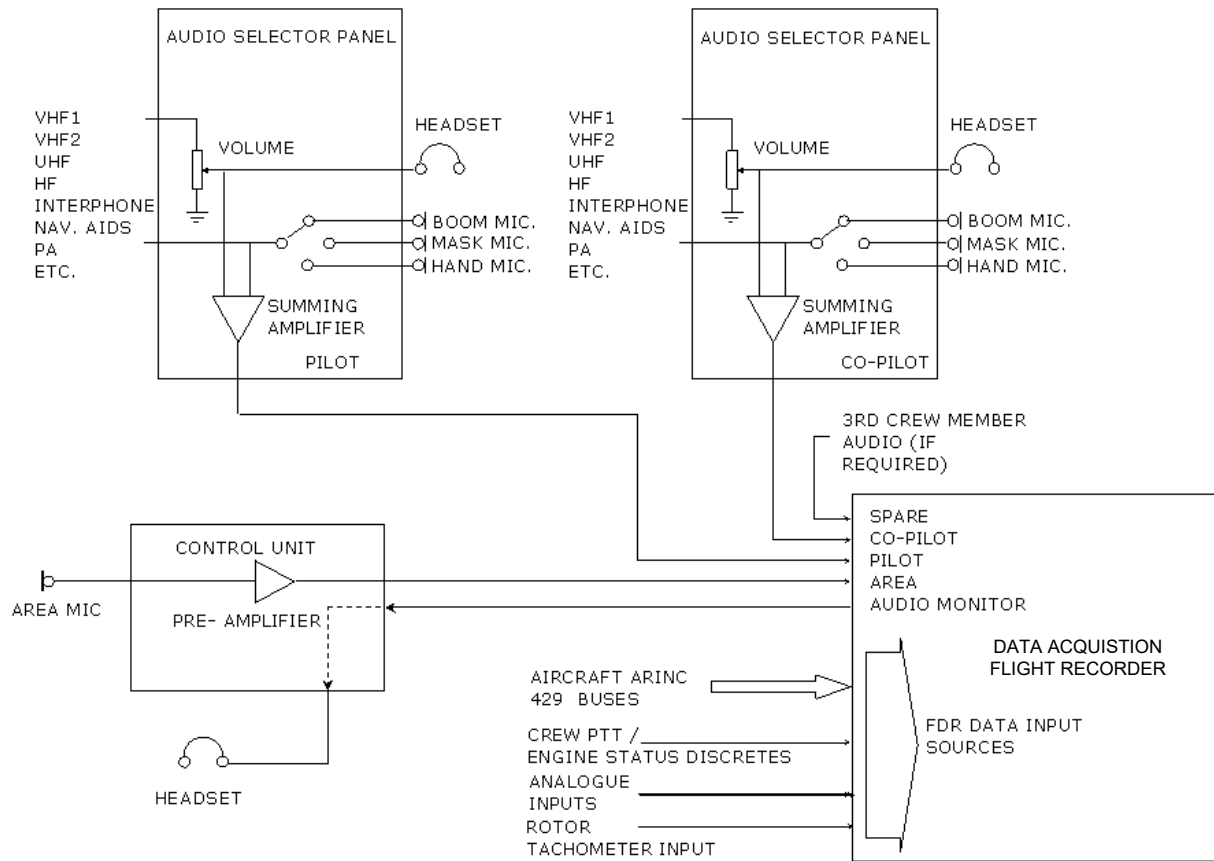 AUDIO SELECTOR PANEL
VHF1
VHF2
UHF
HF
INTERPHONE
NAV. AIDS
PA
ETC.
VOLUME
HEADSET
BOOM MIC.
MASK MIC.
HAND MIC.
SUMMING
AMPLIFIER
PILOT
AUDIO SELECTOR PANEL
VHF1
VHF2
UHF
HF
INTERPHONE
NAV. AIDS
PA
ETC.
VOLUME
HEADSET
BOOM MIC.
MASK MIC.
HAND MIC.
SUMMING
AMPLIFIER
CO-PILOT
3RD CREW MEMBER
AUDIO (IF
REQUIRED)
CONTROL UNIT
AREA MIC
PRE- AMPLIFIER
HEADSET
SPARE
CO-PILOT
PILOT
AREA
AUDIO MONITOR
DATA ACQUISTION
FLIGHT RECORDER
AIRCRAFT ARINC
429 BUSES
CREW PTT /
ENGINE STATUS DISCRETES
ANALOGUE
INPUTS
ROTOR
TACHOMETER INPUT
FDR DATA INPUT
SOURCES